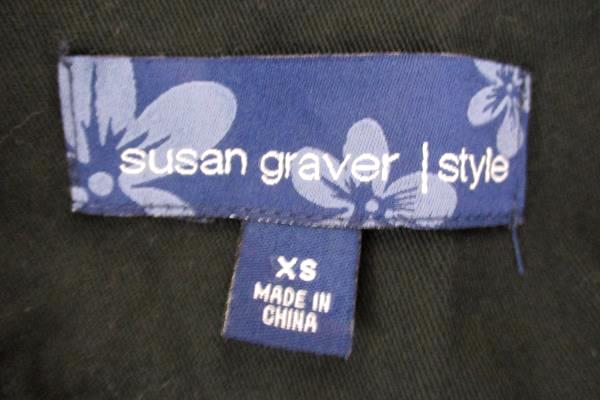 susan graver | style
XS
MADE IN
CHINA